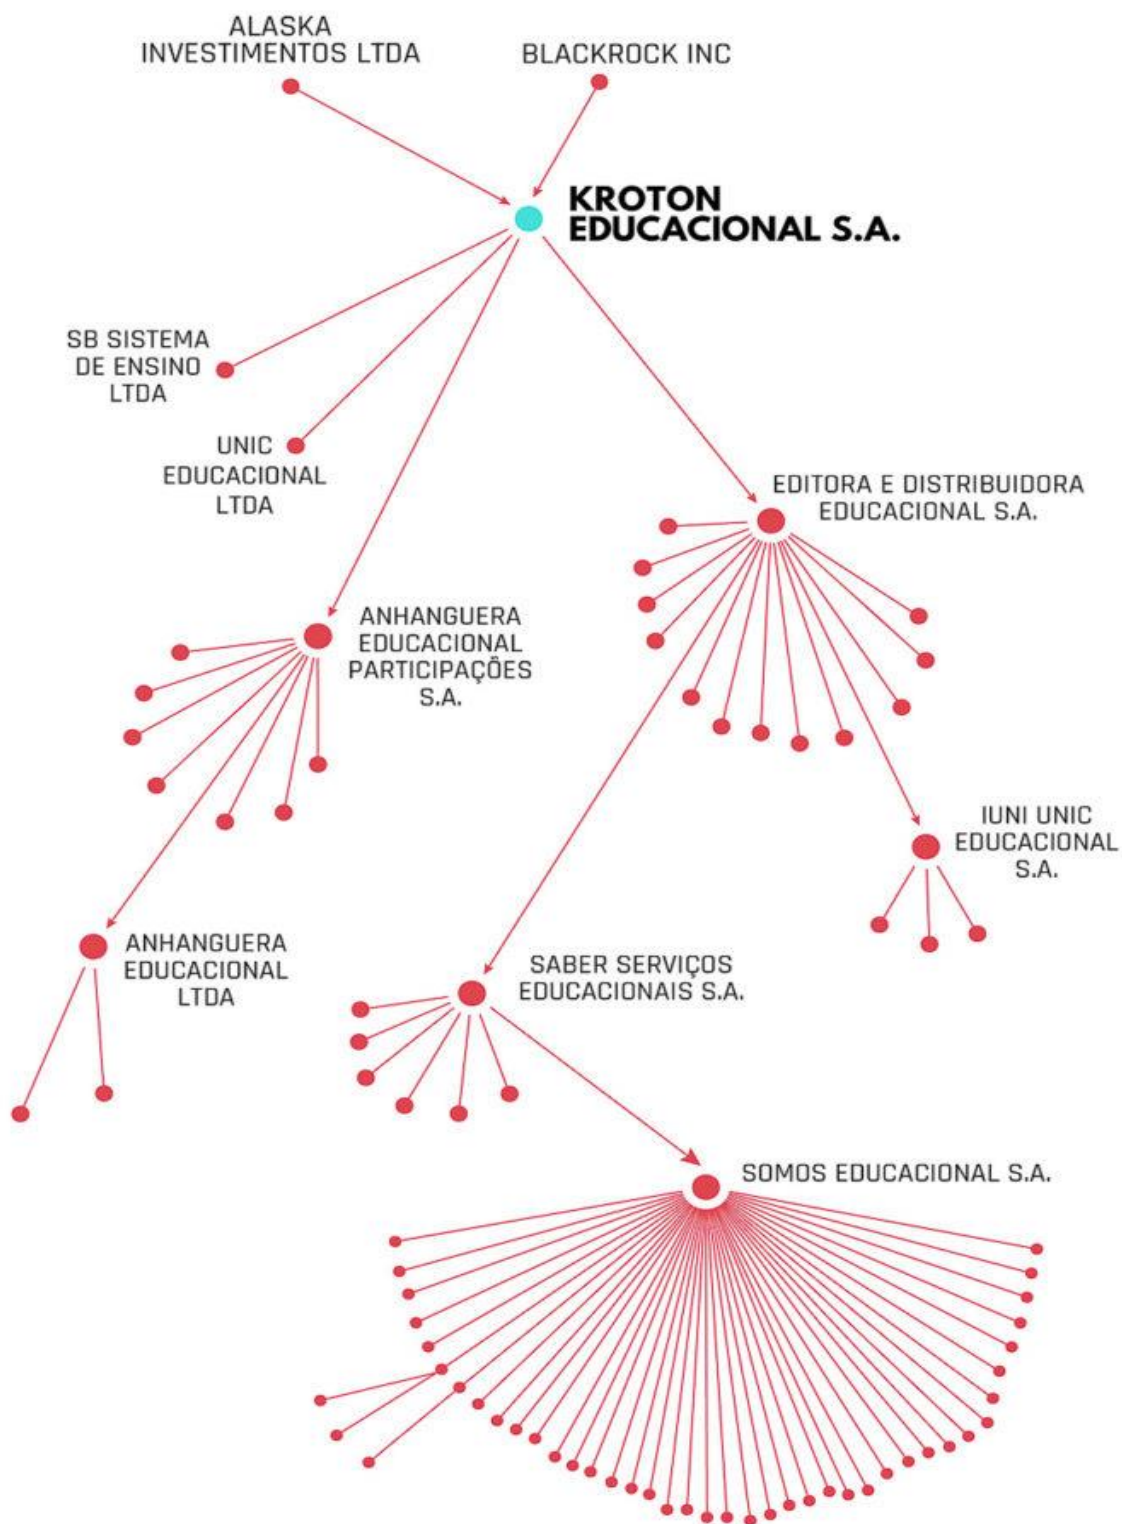 ALASKA
INVESTIMENTOS LTDA
BLACKROCK INC
KROTON
EDUCACIONAL S.A.
SB SISTEMA
DE ENSINO
LTDA
UNIC
EDUCACIONAL
LTDA
EDITORA E DISTRIBUIDORA
EDUCACIONAL S.A.
ANHANGUERA
EDUCACIONAL
PARTICIPAÇÕES
S.A.
IUNI UNIC
EDUCACIONAL
S.A.
ANHANGUERA
EDUCACIONAL
LTDA
SABER SERVIÇOS
EDUCACIONAIS S.A.
SOMOS EDUCACIONAL S.A.